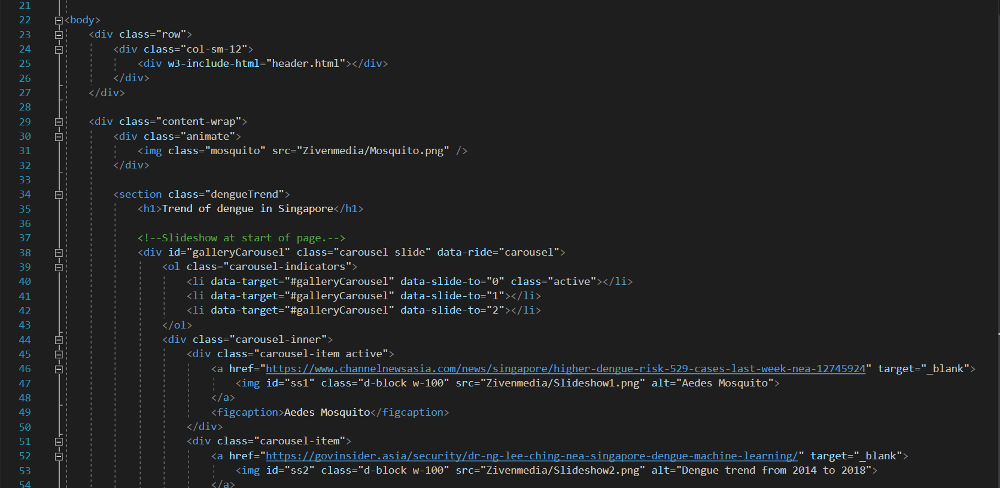 21
22 <body>
23 <div class="row">
24 <div class="col-sm-12">
25 <div w3-include-html="header.html"></div>
26 </div>
27 </div>
28
29 <div class="content-wrap">
30 <div class="animate">
31 <img class="mosquito" src="Zivenmedia/Mosquito.png" />
32 </div>
33
34 <section class="dengueTrend">
35 <h1>Trend of dengue in Singapore</h1>
36
37 <!--Slideshow at start of page.-->
38 <div id="galleryCarousel" class="carousel slide" data-ride="carousel">
39 <ol class="carousel-indicators">
40 <li data-target="#galleryCarousel" data-slide-to="0" class="active"></li>
41 <li data-target="#galleryCarousel" data-slide-to="1"></li>
42 <li data-target="#galleryCarousel" data-slide-to="2"></li>
43 </ol>
44 <div class="carousel-inner">
45 <div class="carousel-item active">
46 <a href="https://www.channelnewsasia.com/news/singapore/higher-dengue-risk-529-cases-last-week-nea-12745924" target="_blank">
47 <img id="ss1" class="d-block w-100" src="Zivenmedia/Slideshow1.png" alt="Aedes Mosquito">
48 </a>
49 <figcaption>Aedes Mosquito</figcaption>
50 </div>
51 <div class="carousel-item">
52 <a href="https://govinsider.asia/security/dr-ng-lee-ching-nea-singapore-dengue-machine-learning/" target="_blank">
53 <img id="ss2" class="d-block w-100" src="Zivenmedia/Slideshow2.png" alt="Dengue trend from 2014 to 2018">
54 </a>